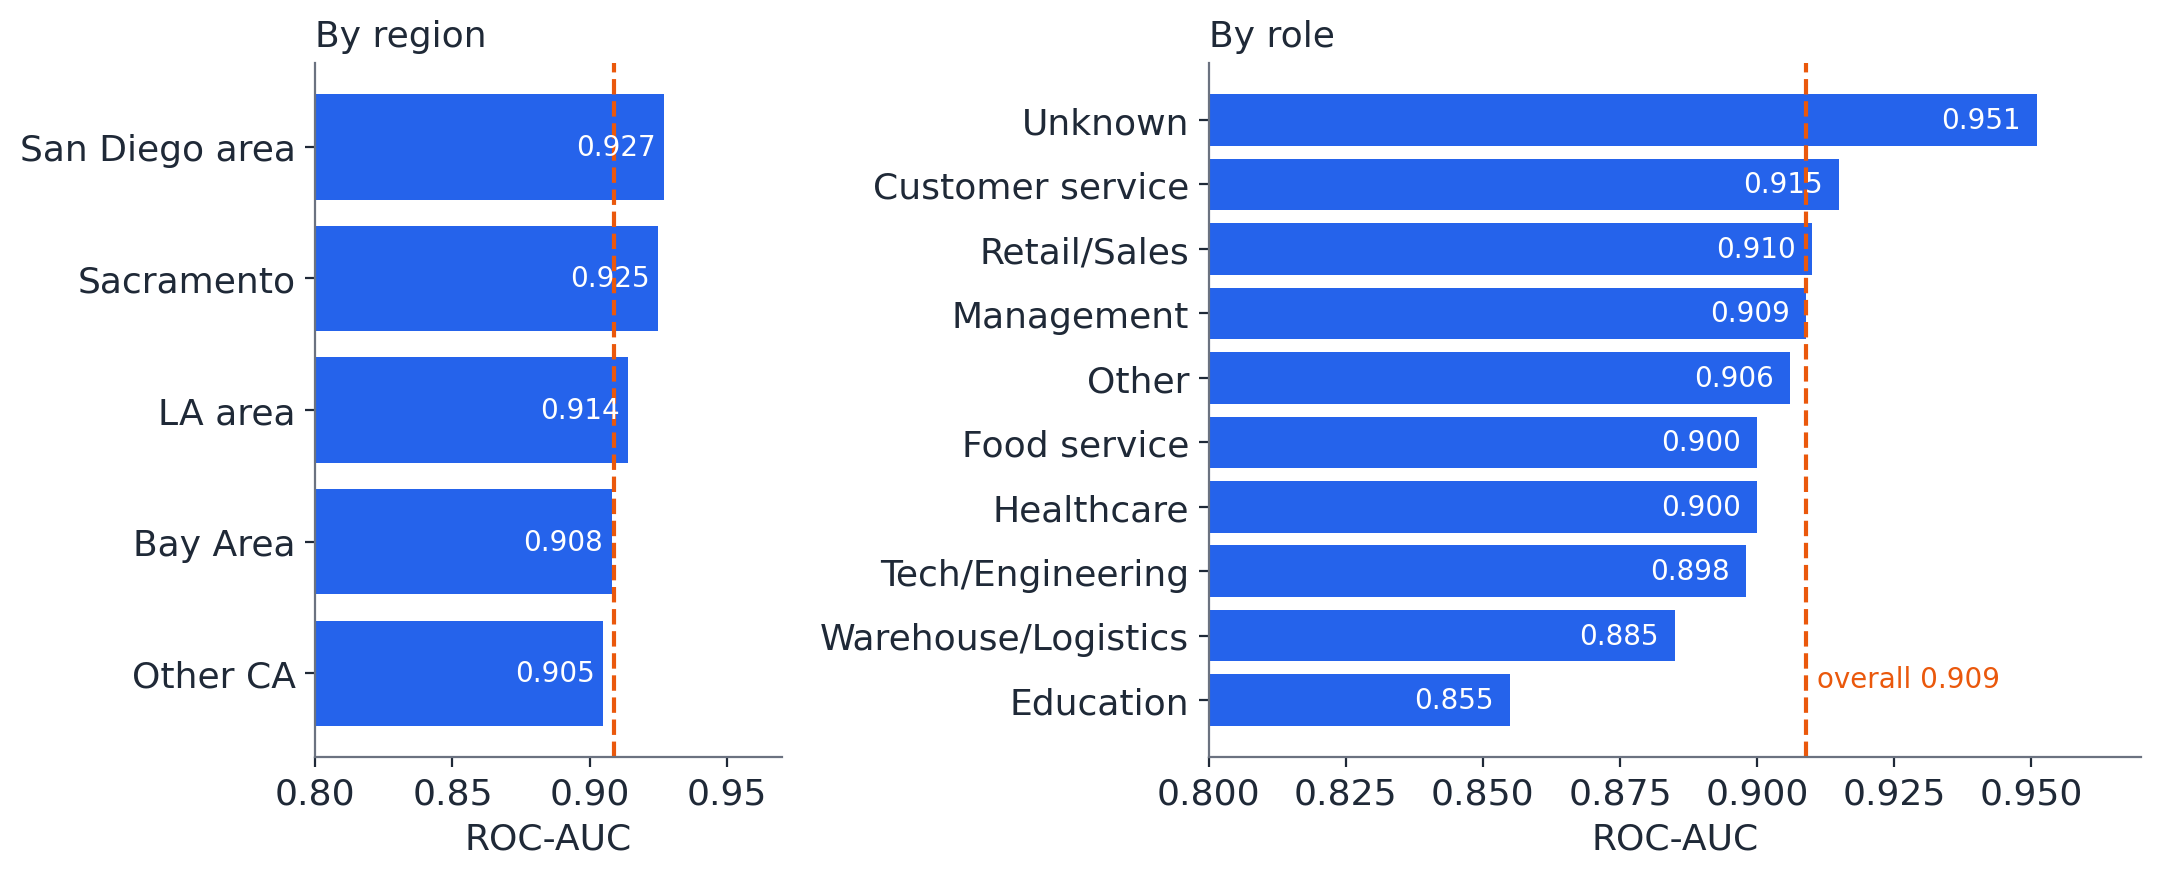 By region
San Diego area
0.927
Sacramento
0.925
LA area
0.914
Bay Area
0.908
Other CA
0.905
0.80 0.85 0.90 0.95
ROC-AUC
By role
Unknown
0.951
Customer service
0.915
Retail/Sales
0.910
Management
0.909
Other
0.906
Food service
0.900
Healthcare
0.900
Tech/Engineering
0.898
Warehouse/Logistics
0.885
overall 0.909
Education
0.855
0.800 0.825 0.850 0.875 0.900 0.925 0.950
ROC-AUC